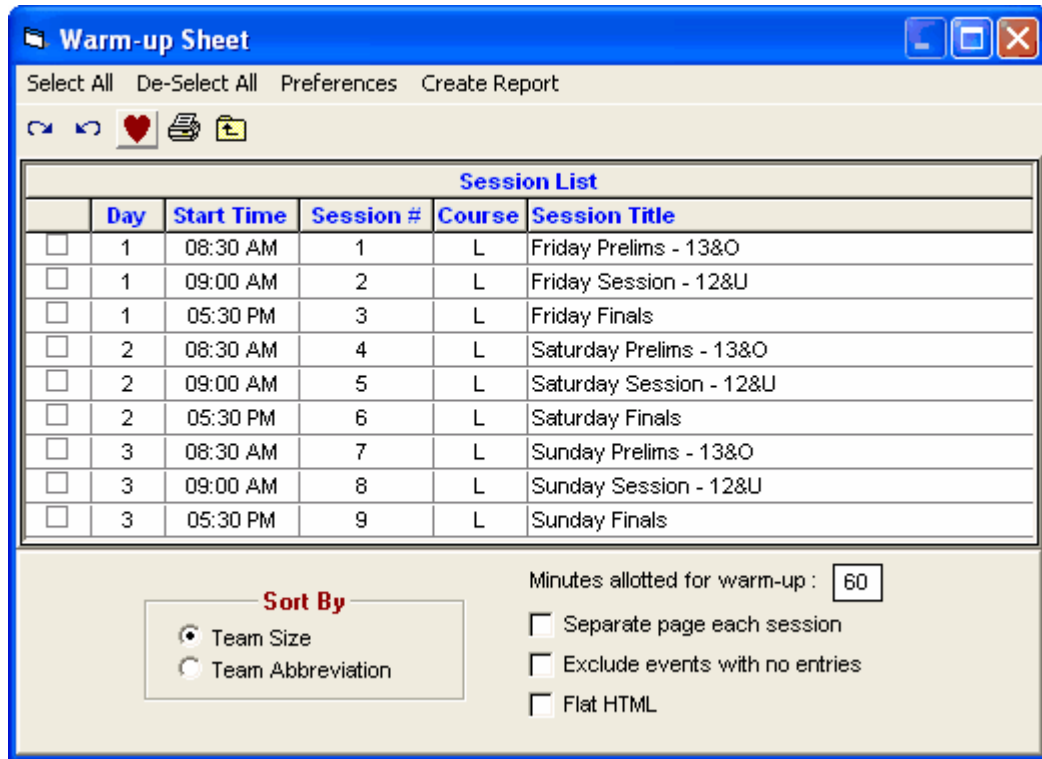 Warm-up Sheet
Select All De-Select All Preferences Create Report
Session List
Day Start Time Session # Course Session Title
1 08:30 AM 1 L Friday Prelims - 13&O
1 09:00 AM 2 L Friday Session - 12&U
1 05:30 PM 3 L Friday Finals
2 08:30 AM 4 L Saturday Prelims - 13&O
2 09:00 AM 5 L Saturday Session - 12&U
2 05:30 PM 6 L Saturday Finals
3 08:30 AM 7 L Sunday Prelims - 13&O
3 09:00 AM 8 L Sunday Session - 12&U
3 05:30 PM 9 L Sunday Finals
Sort By
Team Size
Team Abbreviation
Minutes allotted for warm-up : 60
Separate page each session
Exclude events with no entries
Flat HTML